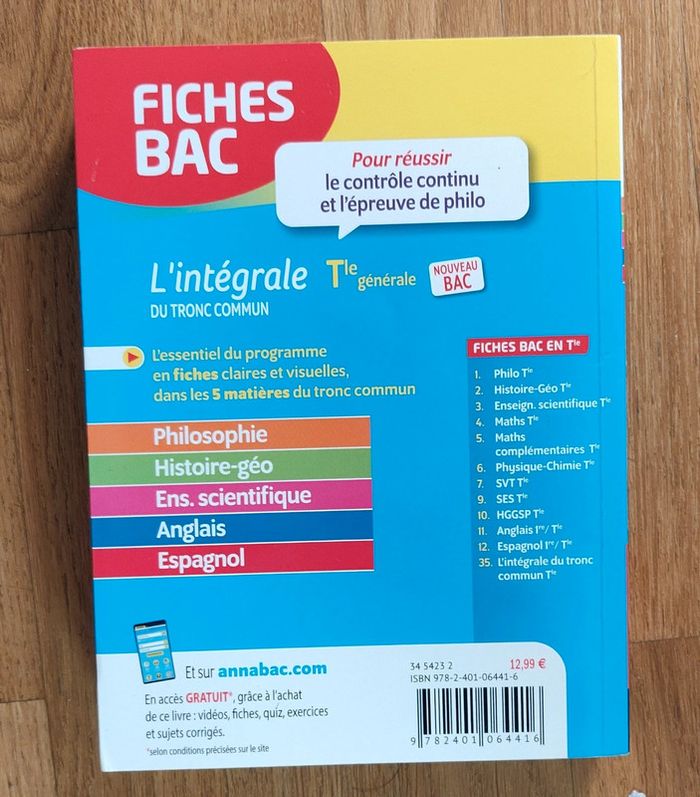 FICHES
BAC
Pour réussir
le contrôle continu
et l'épreuve de philo
L'intégrale Tle générale NOUVEAU BAC
DU TRONC COMMUN
L'essentiel du programme
en fiches claires et visuelles,
dans les 5 matières du tronc commun
Philosophie
Histoire-géo
Ens. scientifique
Anglais
Espagnol
FICHES BAC EN Tle
1. Philo Tle
2. Histoire-Géo Tle
3. Enseign. scientifique Tle
4. Maths Tle
5. Maths
complémentaires Tle
6. Physique-Chimie Tle
7. SVT Tle
9. SES Tle
10. HGGSP Tle
11. Anglais Ire/ Tle
12. Espagnol Ire/ Tle
35. L'intégrale du tronc
commun Tle
Et sur annabac.com
En accès GRATUIT*, grâce à l'achat
de ce livre : vidéos, fiches, quiz, exercices
et sujets corrigés.
*selon conditions précisées sur le site
34 5423 2 12,99 €
ISBN 978-2-401-06441-6
9 782401 064416